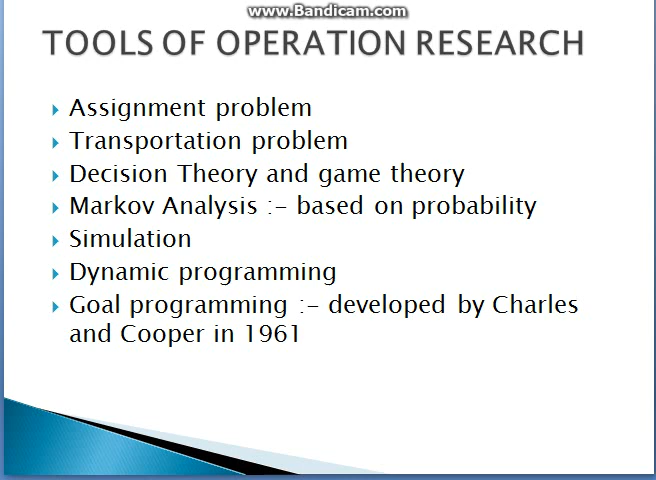 www.Bandicam.com
TOOLS OF OPERATION RESEARCH
Assignment problem
Transportation problem
Decision Theory and game theory
Markov Analysis :- based on probability
Simulation
Dynamic programming
Goal programming :- developed by Charles
and Cooper in 1961